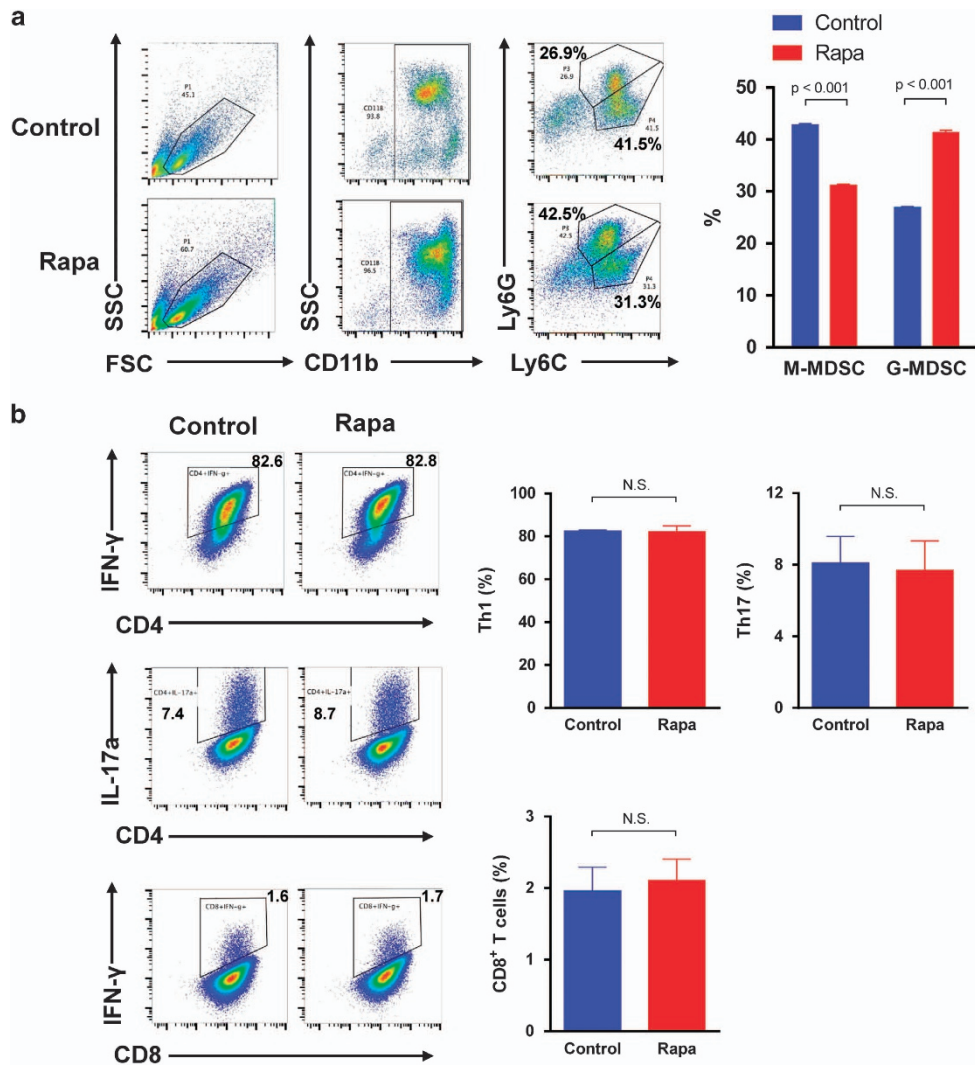 a
Control
Rapa
SSC
FSC
P1
45.1
P1
60.7
SSC
CD11b
CD11B
93.8
CD11B
96.5
Ly6G
Ly6C
26.9%
P3
26.9
P4
41.5
41.5%
42.5%
P3
42.5
P4
31.3
31.3%
Control
Rapa
p < 0.001
p < 0.001
%
50
40
30
20
10
0
M-MDSC
G-MDSC
b
Control
Rapa
IFN-γ
CD4+IFN-g+
82.6
CD4+IFN-g+
82.8
CD4
IL-17a
CD4+IL-17a+
7.4
CD4+IL-17a+
8.7
CD4
IFN-γ
CD8+IFN-g+
1.6
CD8+IFN-g+
1.7
CD8
N.S.
Th1 (%)
100
80
60
40
20
0
Control
Rapa
N.S.
Th17 (%)
12
8
4
0
Control
Rapa
N.S.
CD8+ T cells (%)
3
2
1
0
Control
Rapa